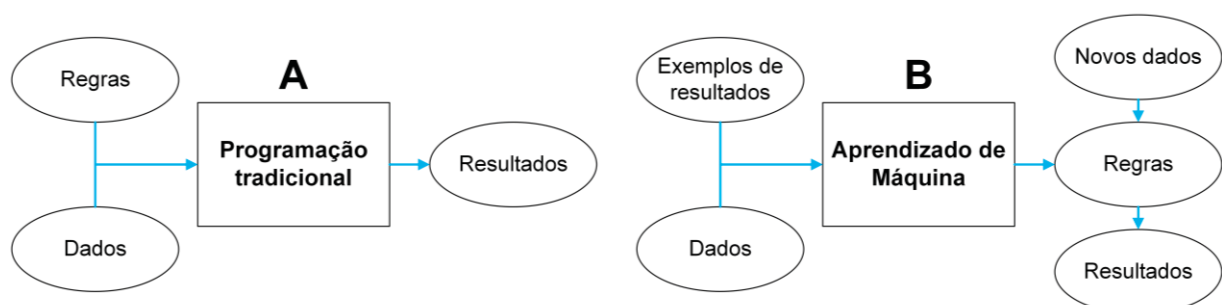 A
Regras
Programação
tradicional
Dados
Resultados
B
Exemplos de
resultados
Aprendizado de
Máquina
Dados
Novos dados
Regras
Resultados